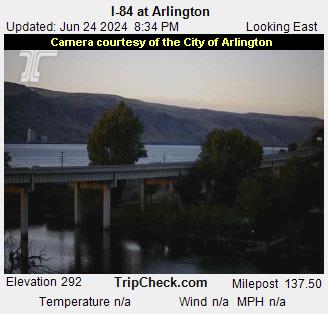 I-84 at Arlington
Updated: Jun 24 2024 8:34 PM Looking East
Camera courtesy of the City of Arlington
Elevation 292 TripCheck.com Milepost 137.50
Temperature n/a Wind n/a MPH n/a